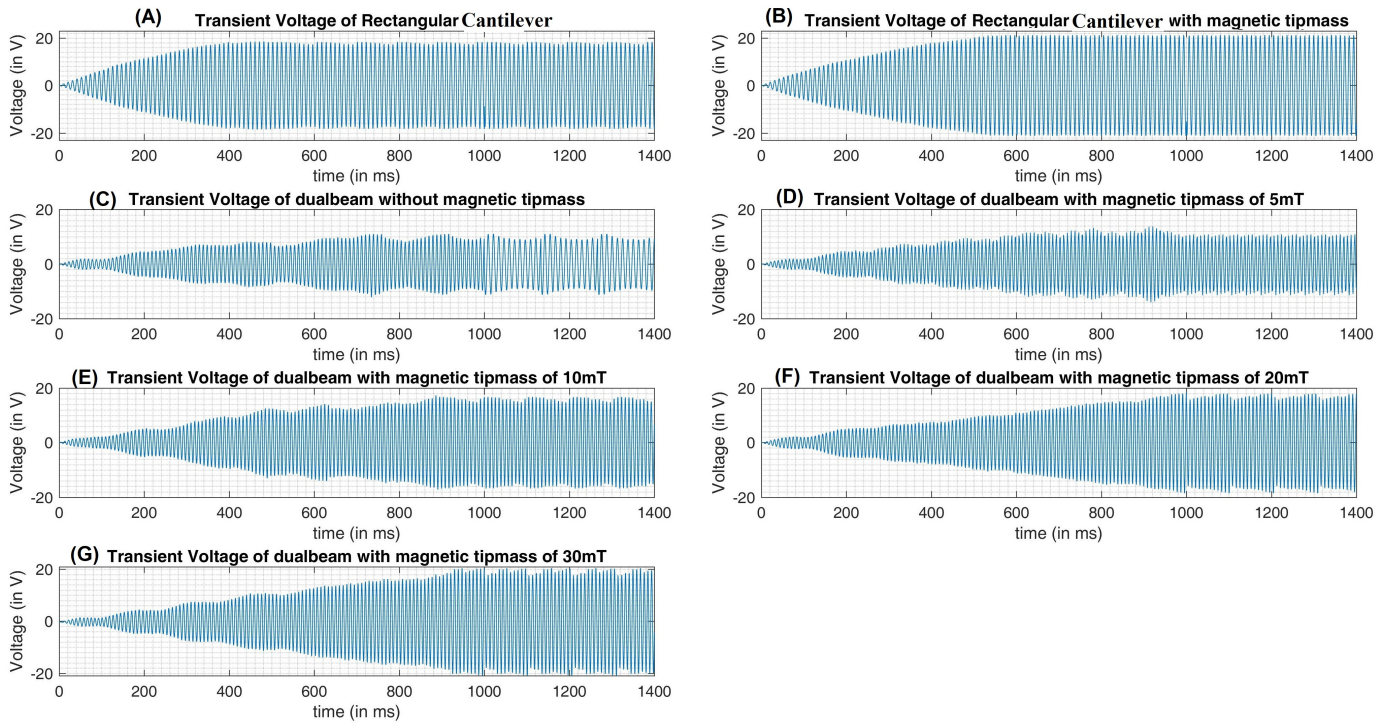 (A) Transient Voltage of Rectangular Cantilever
Voltage (in V)
20
0
-20
0 200 400 600 800 1000 1200 1400
time (in ms)
(B) Transient Voltage of Rectangular Cantilever with magnetic tipmass
Voltage (in V)
20
0
-20
0 200 400 600 800 1000 1200 1400
time (in ms)
(C) Transient Voltage of dualbeam without magnetic tipmass
Voltage (in V)
20
0
-20
0 200 400 600 800 1000 1200 1400
time (in ms)
(D) Transient Voltage of dualbeam with magnetic tipmass of 5mT
Voltage (in V)
20
0
-20
0 200 400 600 800 1000 1200 1400
time (in ms)
(E) Transient Voltage of dualbeam with magnetic tipmass of 10mT
Voltage (in V)
20
0
-20
0 200 400 600 800 1000 1200 1400
time (in ms)
(F) Transient Voltage of dualbeam with magnetic tipmass of 20mT
Voltage (in V)
20
0
-20
0 200 400 600 800 1000 1200 1400
time (in ms)
(G) Transient Voltage of dualbeam with magnetic tipmass of 30mT
Voltage (in V)
20
0
-20
0 200 400 600 800 1000 1200 1400
time (in ms)